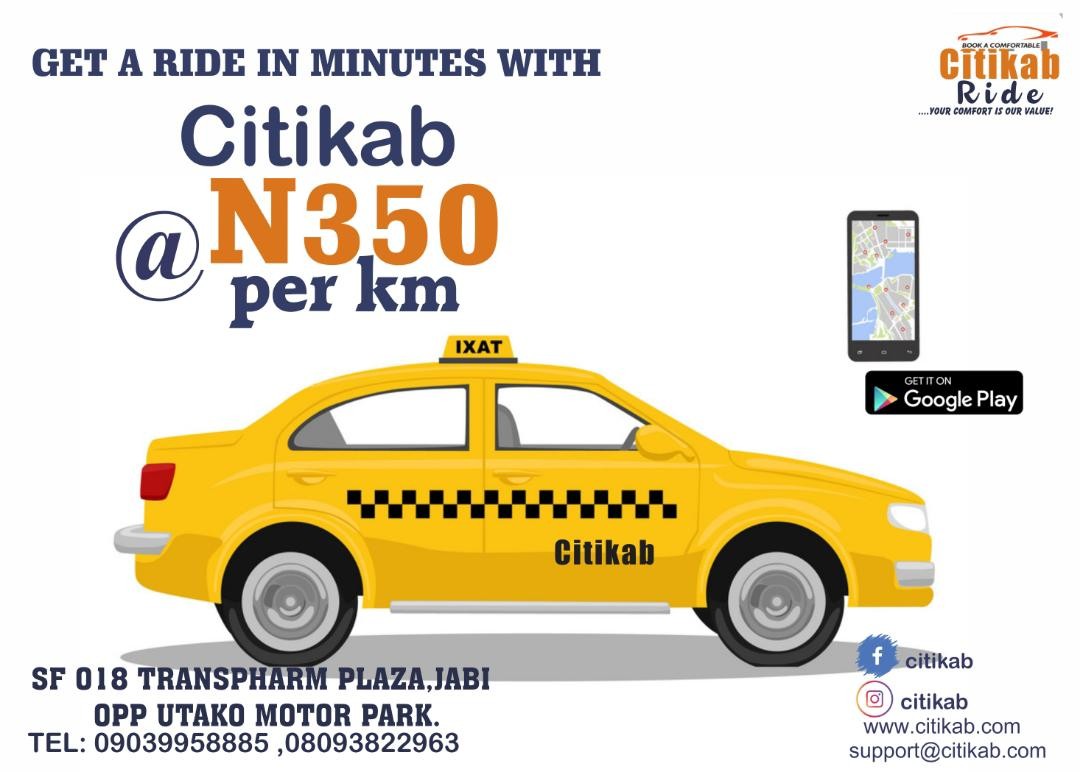 GET A RIDE IN MINUTES WITH
Citikab
@N350
per km
BOOK A COMFORTABLE
Citikab
Ride
....YOUR COMFORT IS OUR VALUE!
GET IT ON
Google Play
IXAT
Citikab
SF 018 TRANSPHARM PLAZA,JABI
OPP UTAKO MOTOR PARK.
TEL: 09039958885 ,08093822963
citikab
citikab
www.citikab.com
support@citikab.com